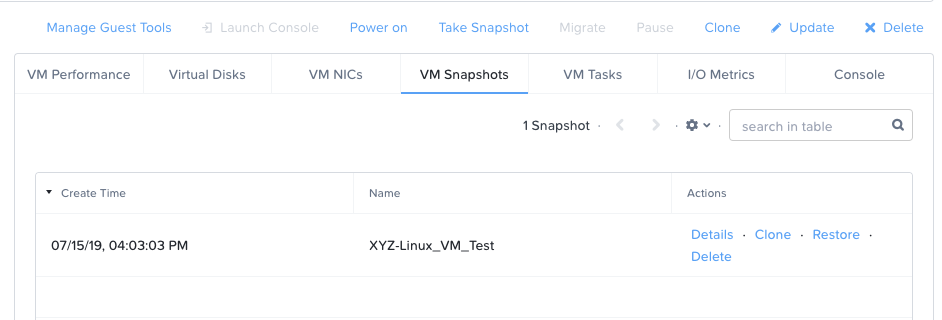 Manage Guest Tools Launch Console Power on Take Snapshot Migrate Pause Clone Update Delete
VM Performance Virtual Disks VM NICs VM Snapshots VM Tasks I/O Metrics Console
1 Snapshot · · · search in table
Create Time Name Actions
07/15/19, 04:03:03 PM XYZ-Linux_VM_Test Details · Clone · Restore ·
Delete